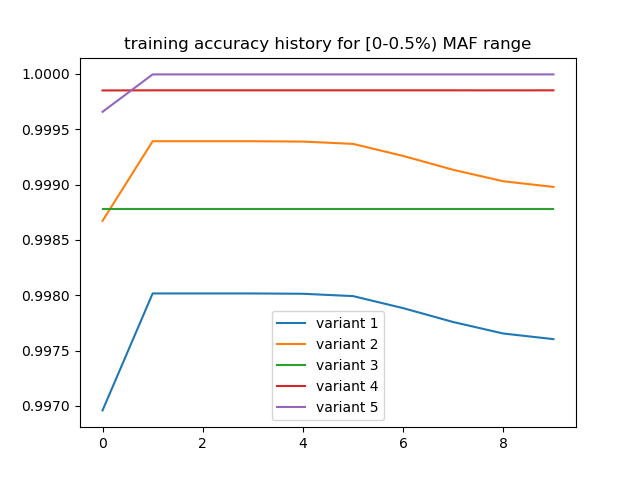 training accuracy history for [0-0.5%) MAF range
1.0000
0.9995
0.9990
0.9985
0.9980
0.9975
0.9970
variant 1
variant 2
variant 3
variant 4
variant 5
0 2 4 6 8